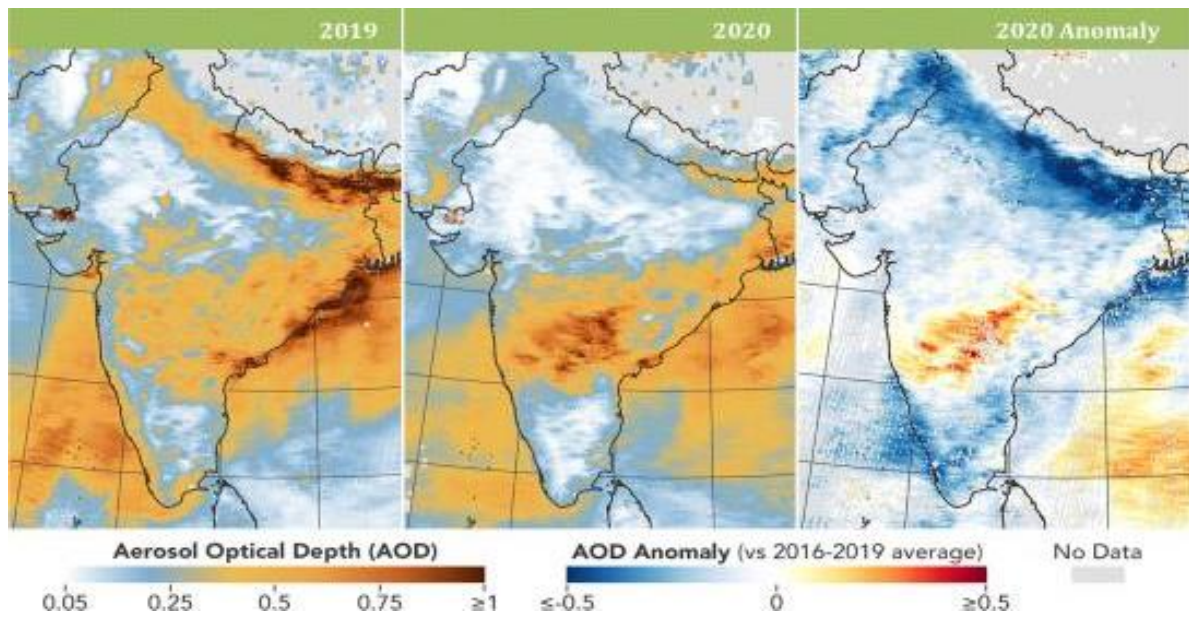 2019
2020
2020 Anomaly
Aerosol Optical Depth (AOD)
0.05 0.25 0.5 0.75 ≥1
AOD Anomaly (vs 2016-2019 average)
≤-0.5 0 ≥0.5
No Data